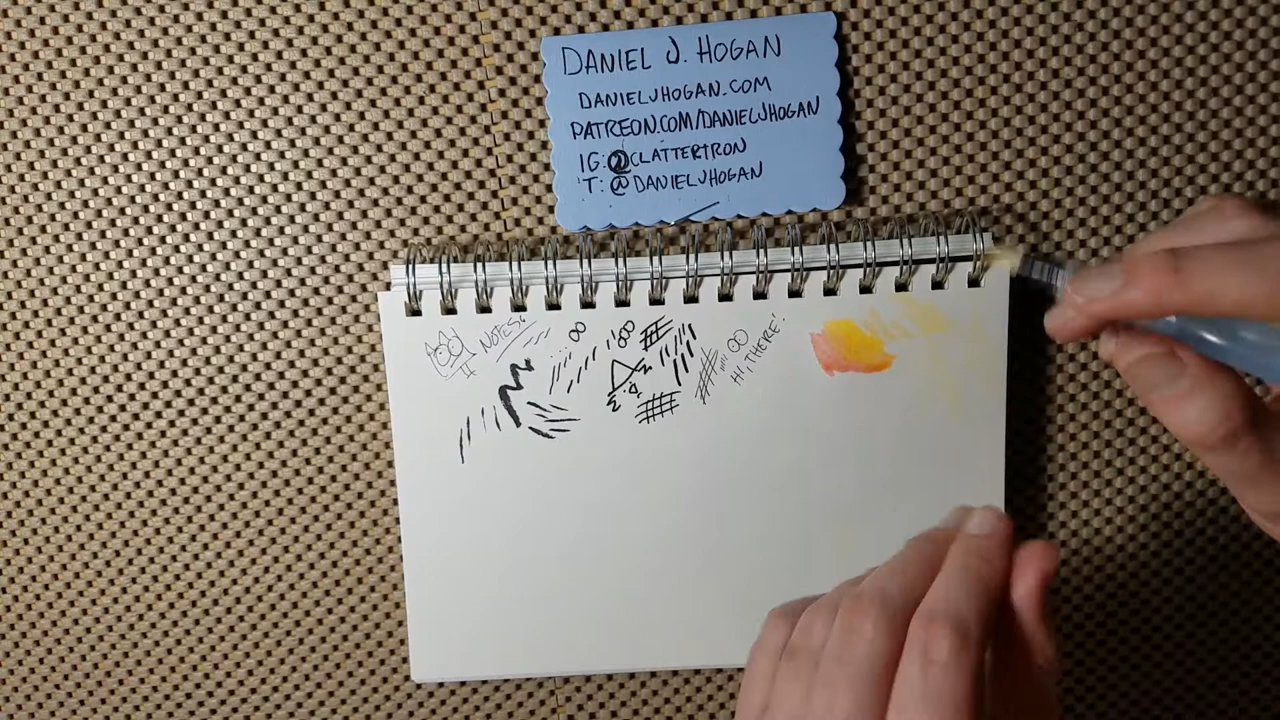 DANIEL J. HOGAN
DANIELJHOGAN.COM
PATREON.COM/DANIELJHOGAN
IG: @CLATTERTRON
T: @DANIELJHOGAN
NOTES:
HI, THERE!